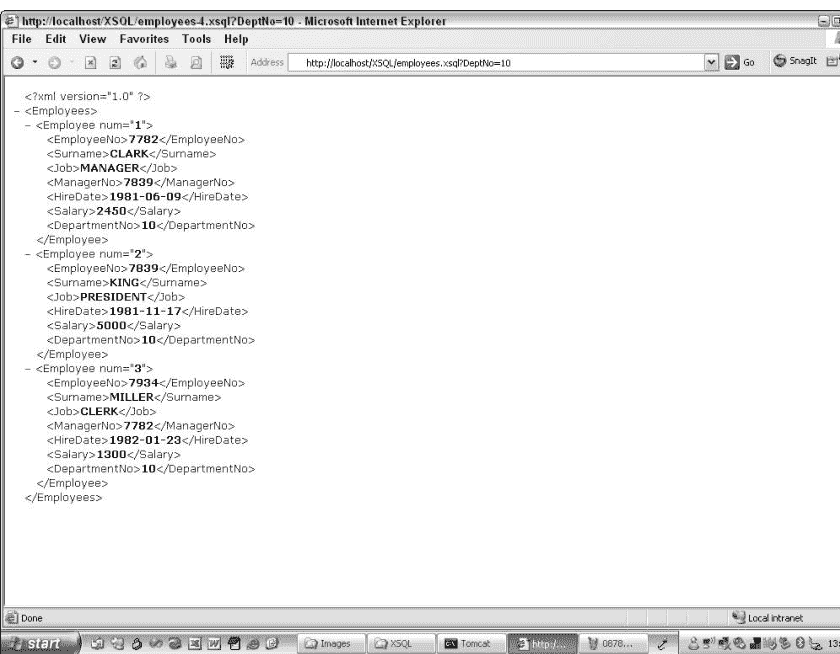 http://localhost/XSQL/employees-4.xsql?DeptNo=10 - Microsoft Internet Explorer
File Edit View Favorites Tools Help
Address http://localhost/XSQL/employees.xsql?DeptNo=10 Go SnagIt
<?xml version="1.0" ?>
- <Employees>
- <Employee num="1">
<EmployeeNo>7782</EmployeeNo>
<Surname>CLARK</Surname>
<Job>MANAGER</Job>
<ManagerNo>7839</ManagerNo>
<HireDate>1981-06-09</HireDate>
<Salary>2450</Salary>
<DepartmentNo>10</DepartmentNo>
</Employee>
- <Employee num="2">
<EmployeeNo>7839</EmployeeNo>
<Surname>KING</Surname>
<Job>PRESIDENT</Job>
<HireDate>1981-11-17</HireDate>
<Salary>5000</Salary>
<DepartmentNo>10</DepartmentNo>
</Employee>
- <Employee num="3">
<EmployeeNo>7934</EmployeeNo>
<Surname>MILLER</Surname>
<Job>CLERK</Job>
<ManagerNo>7782</ManagerNo>
<HireDate>1982-01-23</HireDate>
<Salary>1300</Salary>
<DepartmentNo>10</DepartmentNo>
</Employee>
</Employees>
Done Local intranet
start Images XSQL Tomcat http:/... 0878...